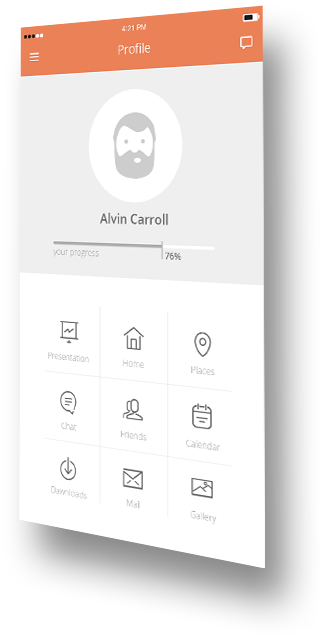 4:21 PM
Profile
Alvin Carroll
your progress
76%
Presentation
Home
Places
Chat
Friends
Calendar
Downloads
Mail
Gallery